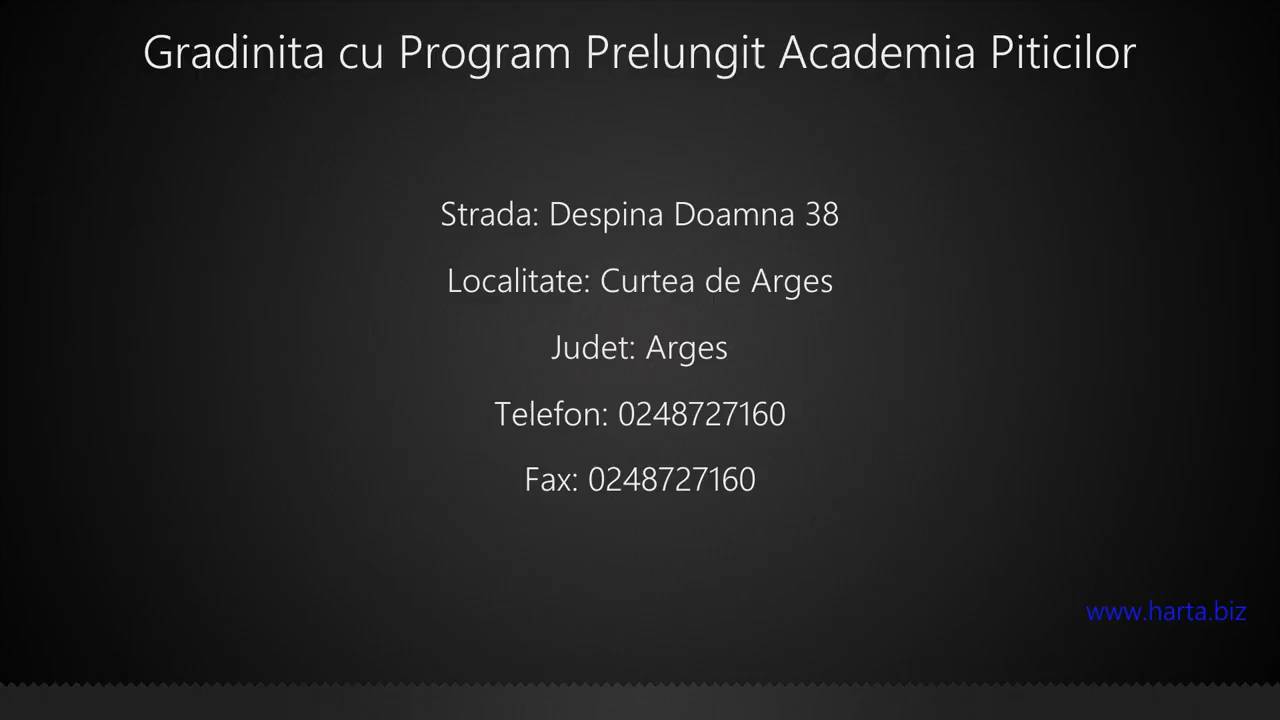 Gradinita cu Program Prelungit Academia Piticilor
Strada: Despina Doamna 38
Localitate: Curtea de Arges
Judet: Arges
Telefon: 0248727160
Fax: 0248727160
www.harta.biz